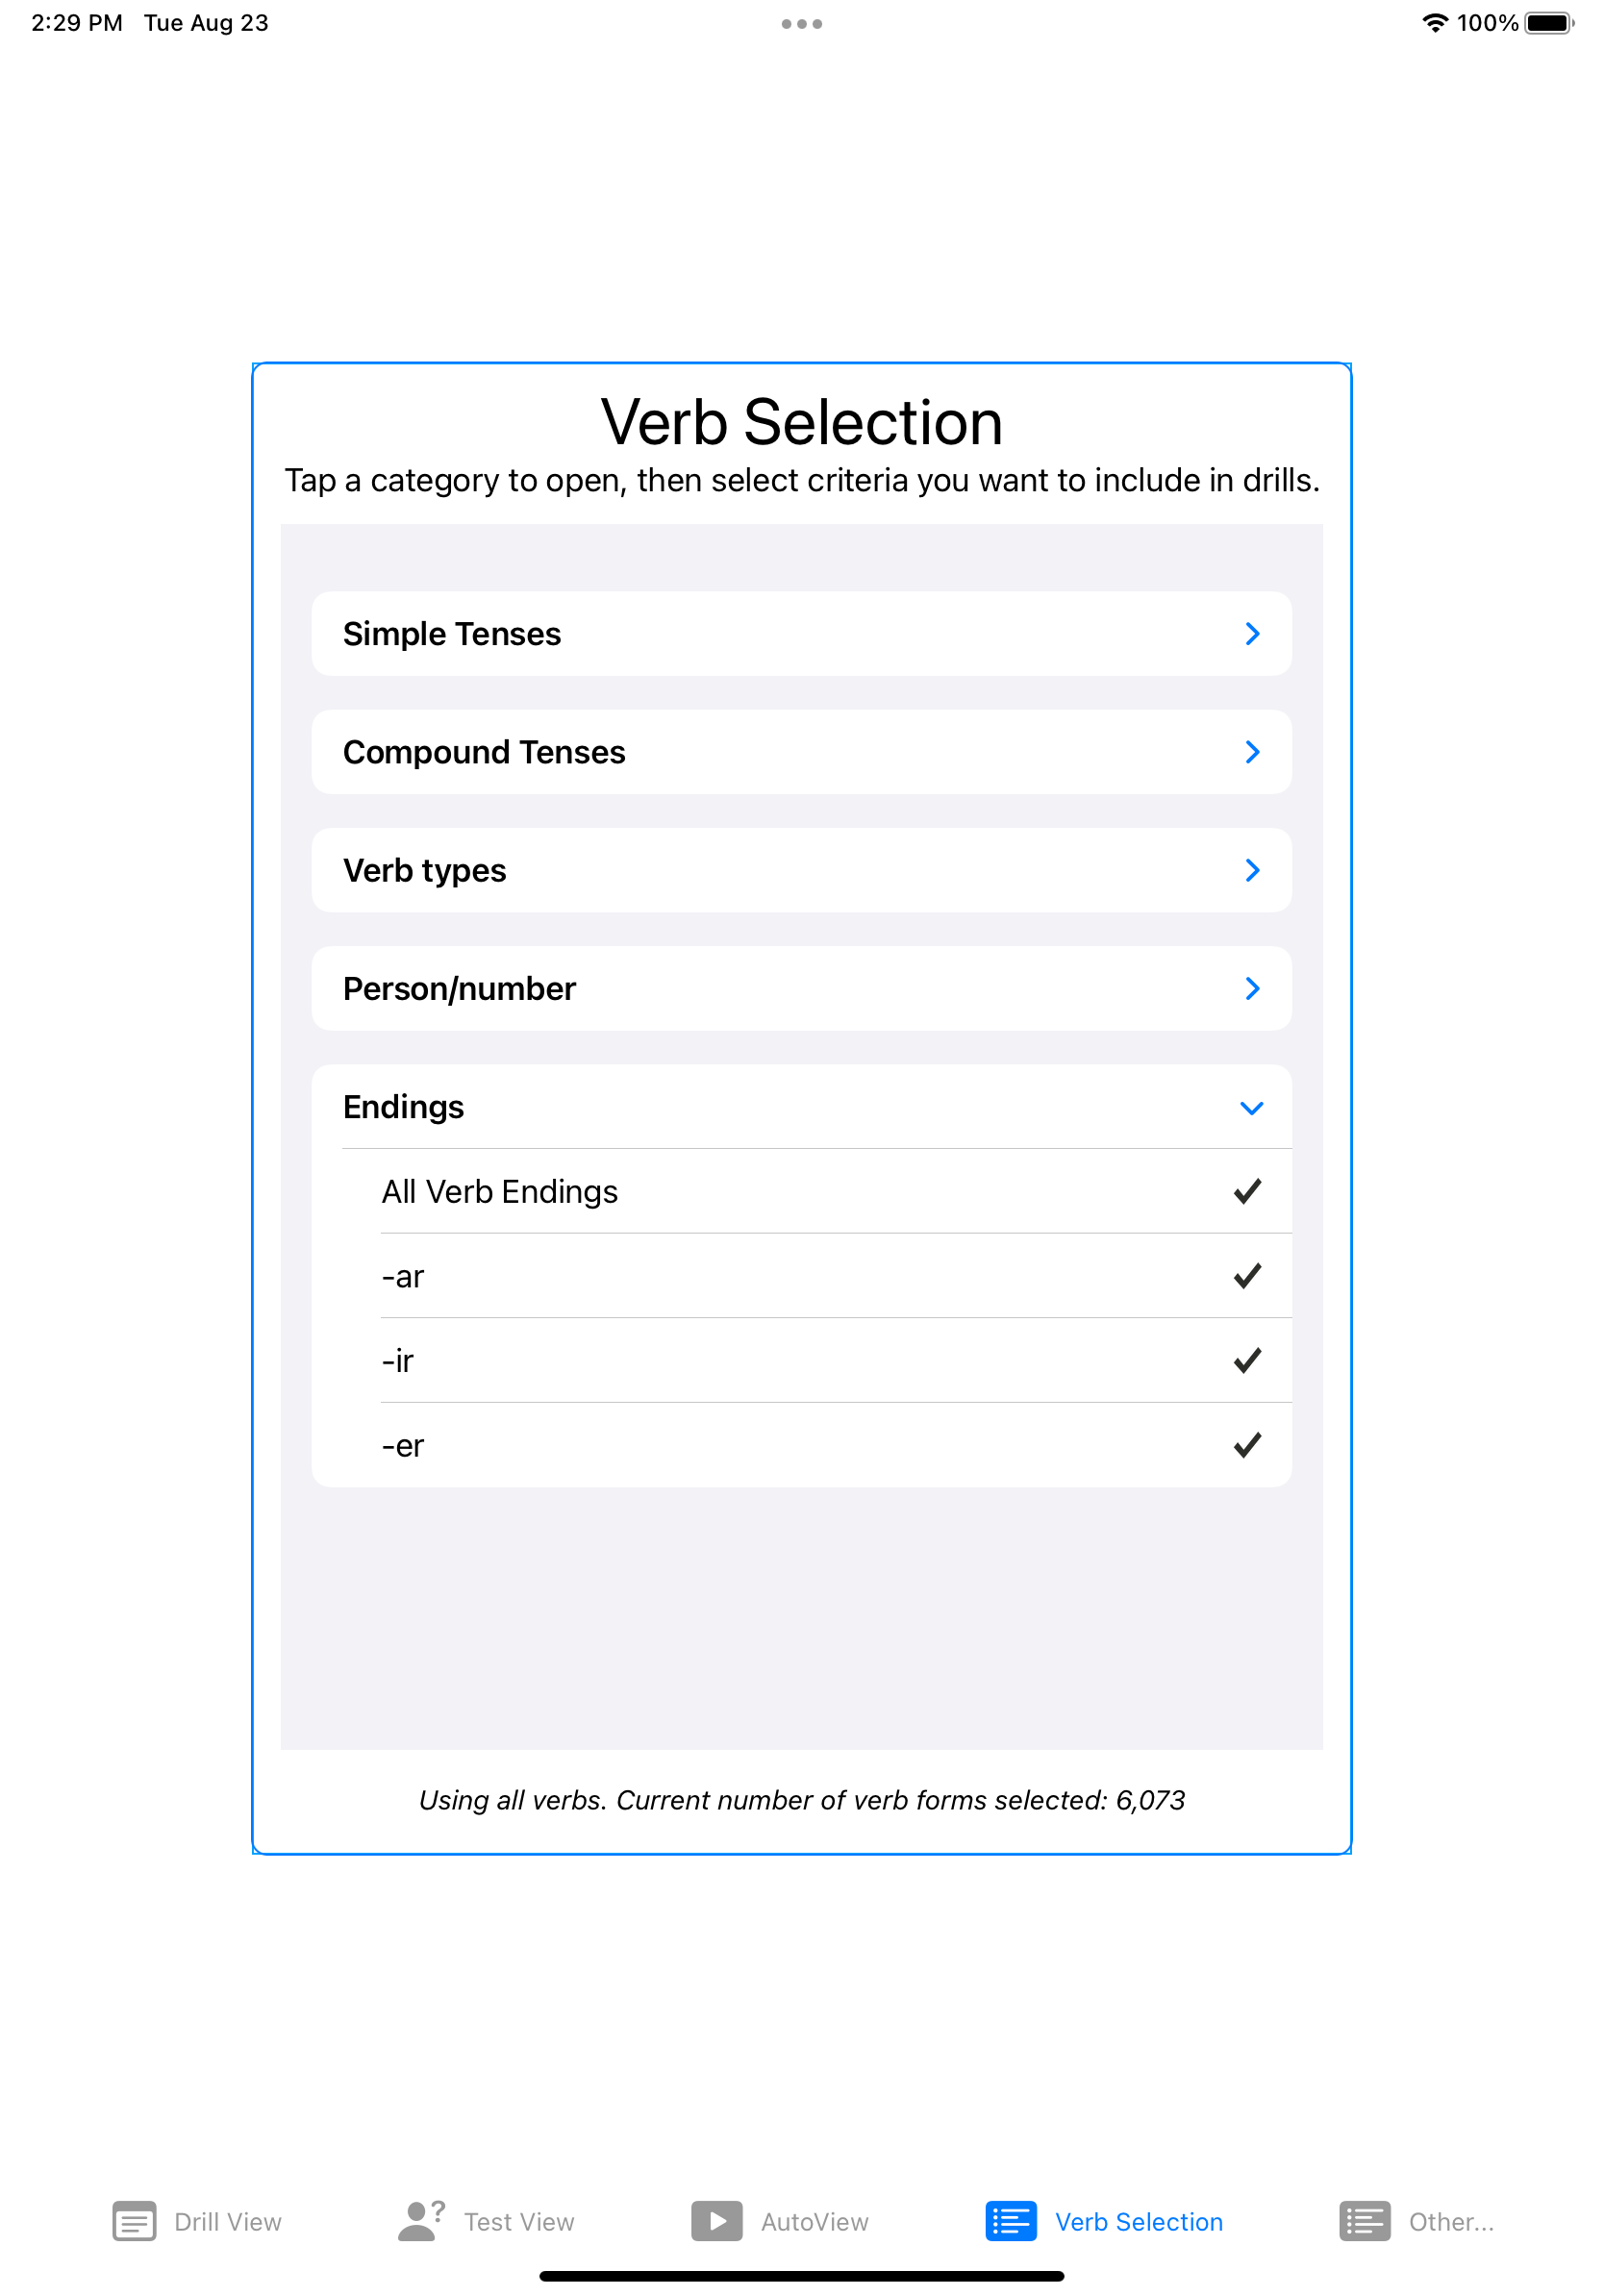 2:29 PM Tue Aug 23
100%
Verb Selection
Tap a category to open, then select criteria you want to include in drills.
Simple Tenses
Compound Tenses
Verb types
Person/number
Endings
All Verb Endings
-ar
-ir
-er
Using all verbs. Current number of verb forms selected: 6,073
Drill View
Test View
AutoView
Verb Selection
Other...